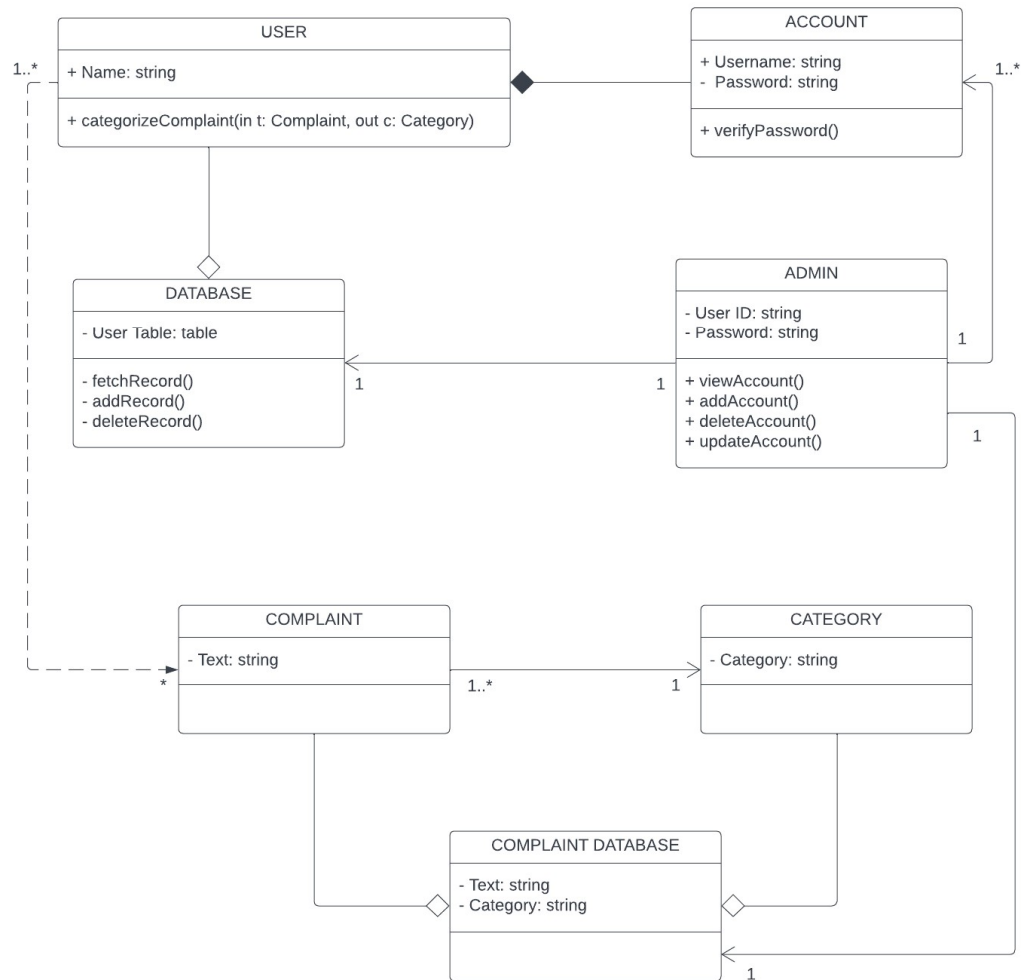 USER
1..*
+ Name: string
+ categorizeComplaint(in t: Complaint, out c: Category)
ACCOUNT
+ Username: string
- Password: string
+ verifyPassword()
1..*
DATABASE
- User Table: table
- fetchRecord()
- addRecord()
- deleteRecord()
1
1
ADMIN
- User ID: string
- Password: string
+ viewAccount()
+ addAccount()
+ deleteAccount()
+ updateAccount()
1
1
COMPLAINT
- Text: string
*
1..*
1
CATEGORY
- Category: string
COMPLAINT DATABASE
- Text: string
- Category: string
1